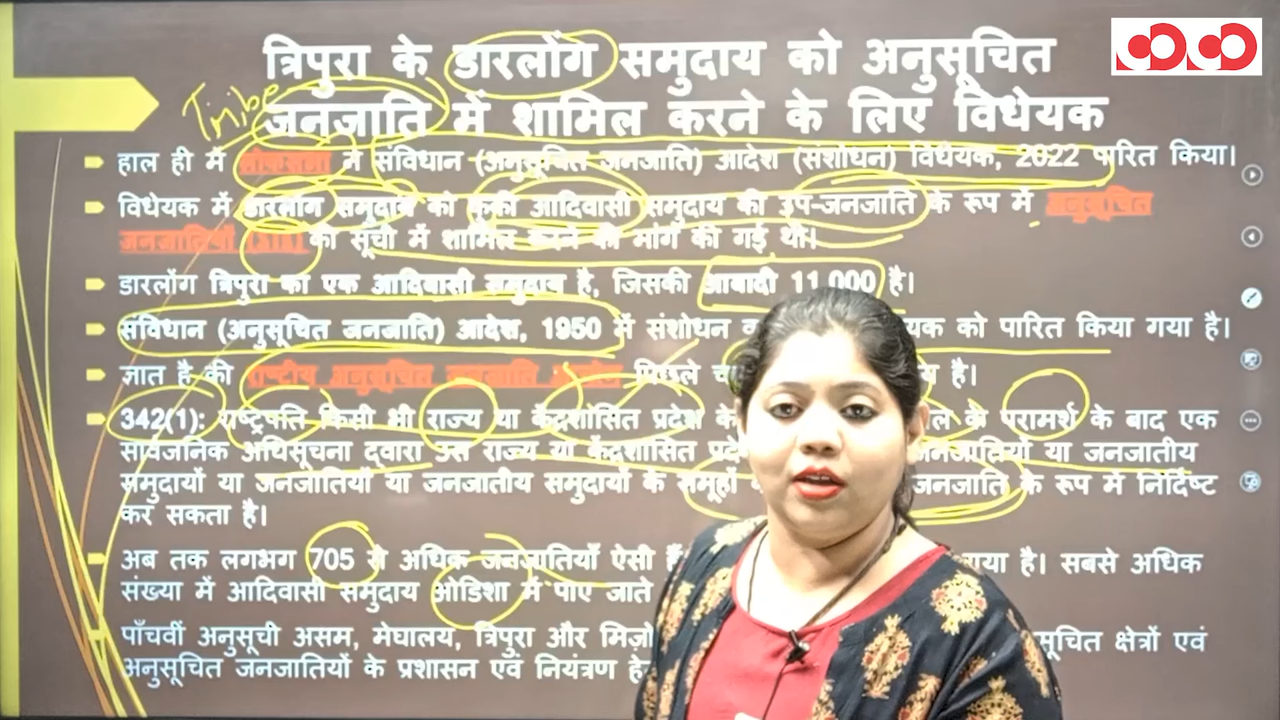 त्रिपुरा के डारलोंग समुदाय को अनुसूचित
Tribe
जनजाति में शामिल करने के लिए विधेयक
हाल ही में लोकसभा ने संविधान (अनुसूचित जनजाति) आदेश (संशोधन) विधेयक, 2022 पारित किया।
विधेयक में डारलोंग समुदाय को कुकी आदिवासी समुदाय की उप-जनजाति के रूप में अनुसूचित
जनजातियों की सूची में शामिल करने की मांग की गई थी।
डारलोंग त्रिपुरा का एक आदिवासी समुदाय है, जिसकी आबादी 11,000 है।
संविधान (अनुसूचित जनजाति) आदेश, 1950 में संशोधन यक को पारित किया गया है।
ज्ञात है की राष्ट्रीय अनुसूचित जनजाति आयोग पिछले है।
342(1): राष्ट्रपति किसी भी राज्य या केंद्रशासित प्रदेश के ल के परामर्श के बाद एक
सार्वजनिक अधिसूचना द्वारा उस राज्य या केंद्रशासित प्रदे जनजातियों या जनजातीय
समुदायों या जनजातियों या जनजातीय समुदायों के समूहों जनजाति के रूप में निर्दिष्ट
कर सकता है।
अब तक लगभग 705 से अधिक जनजातियाँ ऐसी हैं गया है। सबसे अधिक
संख्या में आदिवासी समुदाय ओडिशा में पाए जाते
पाँचवीं अनुसूची असम, मेघालय, त्रिपुरा और मिज़ो सूचित क्षेत्रों एवं
अनुसूचित जनजातियों के प्रशासन एवं नियंत्रण हे